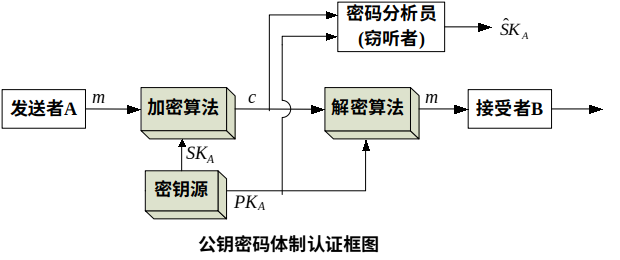 密码分析员
(窃听者)
ŜK_A
发送者A
m
加密算法
c
解密算法
m
接受者B
SK_A
密钥源
PK_A
公钥密码体制认证框图